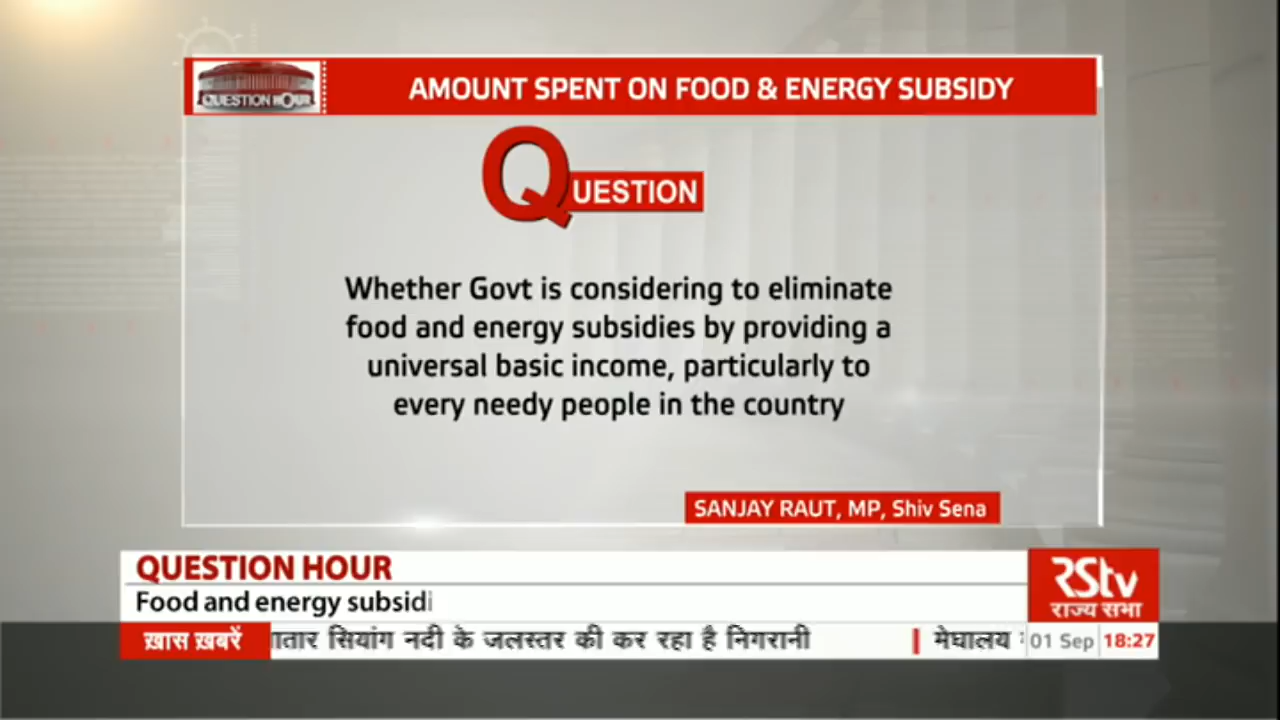 QUESTION HOUR
AMOUNT SPENT ON FOOD & ENERGY SUBSIDY
QUESTION
Whether Govt is considering to eliminate
food and energy subsidies by providing a
universal basic income, particularly to
every needy people in the country
SANJAY RAUT, MP, Shiv Sena
QUESTION HOUR
Food and energy subsidi
RStv
राज्य सभा
ख़ास ख़बरें
सियांग नदी के जलस्तर की कर रहा है निगरानी | मेघालय
01 Sep 18:27